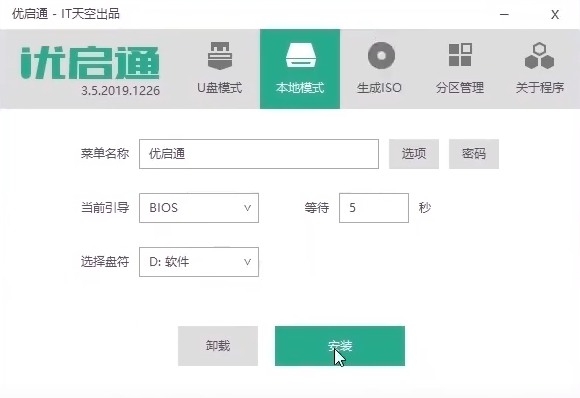 优启通 - IT天空出品
X
优启通
3.5.2019.1226
U盘模式
本地模式
生成ISO
分区管理
关于程序
菜单名称 优启通 选项 密码
当前引导 BIOS 等待 5 秒
选择盘符 D: 软件
卸载 安装